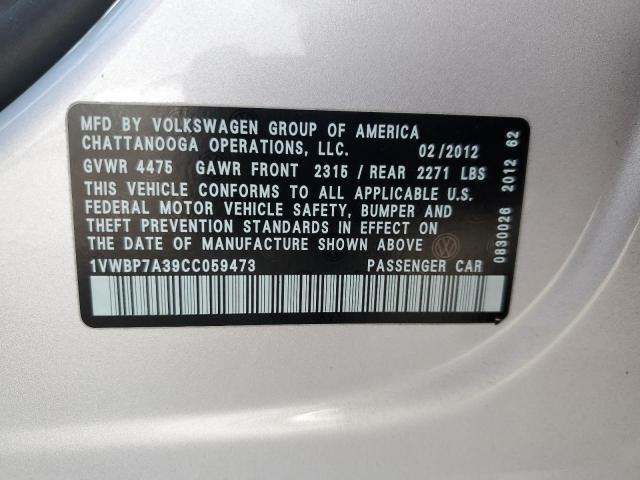 MFD BY VOLKSWAGEN GROUP OF AMERICA
CHATTANOOGA OPERATIONS, LLC. 02/2012
GVWR 4475 GAWR FRONT 2315 / REAR 2271 LBS
THIS VEHICLE CONFORMS TO ALL APPLICABLE U.S.
FEDERAL MOTOR VEHICLE SAFETY, BUMPER AND
THEFT PREVENTION STANDARDS IN EFFECT ON
THE DATE OF MANUFACTURE SHOWN ABOVE
1VWBP7A39CC059473 PASSENGER CAR
0830026 2012 62